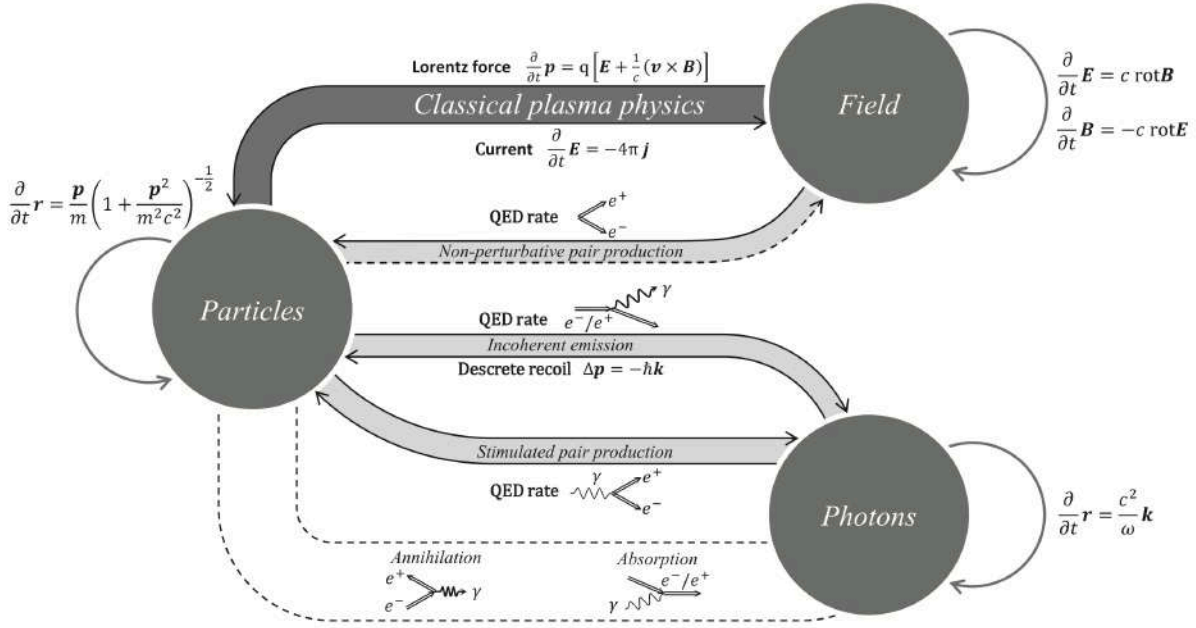 Lorentz force ∂/∂t p = q[E + 1/c (v × B)]
Classical plasma physics
Current ∂/∂t E = −4π j
Field
∂/∂t E = c rotB
∂/∂t B = −c rotE
∂/∂t r = p/m (1 + p²/m²c²)^(−1/2)
QED rate e⁺ e⁻
Non-perturbative pair production
Particles
QED rate e⁻/e⁺ γ
Incoherent emission
Descrete recoil Δp = −ħk
Stimulated pair production
QED rate γ e⁺ e⁻
Photons
∂/∂t r = c²/ω k
Annihilation
e⁺ e⁻ γ
Absorption
e⁻/e⁺ γ